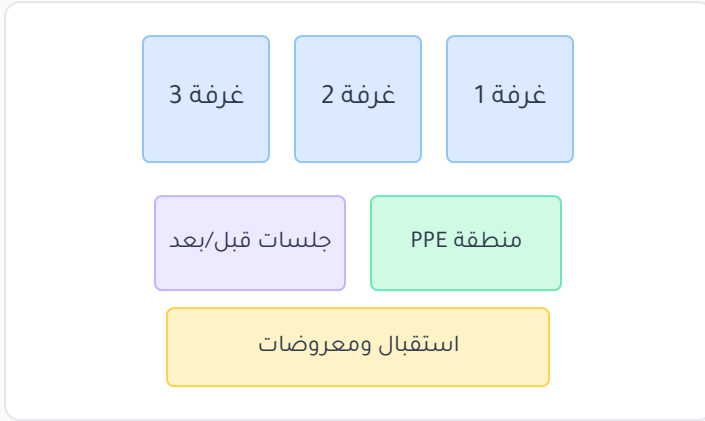 غرفة 1
غرفة 2
غرفة 3
منطقة PPE
جلسات قبل/بعد
استقبال ومعروضات